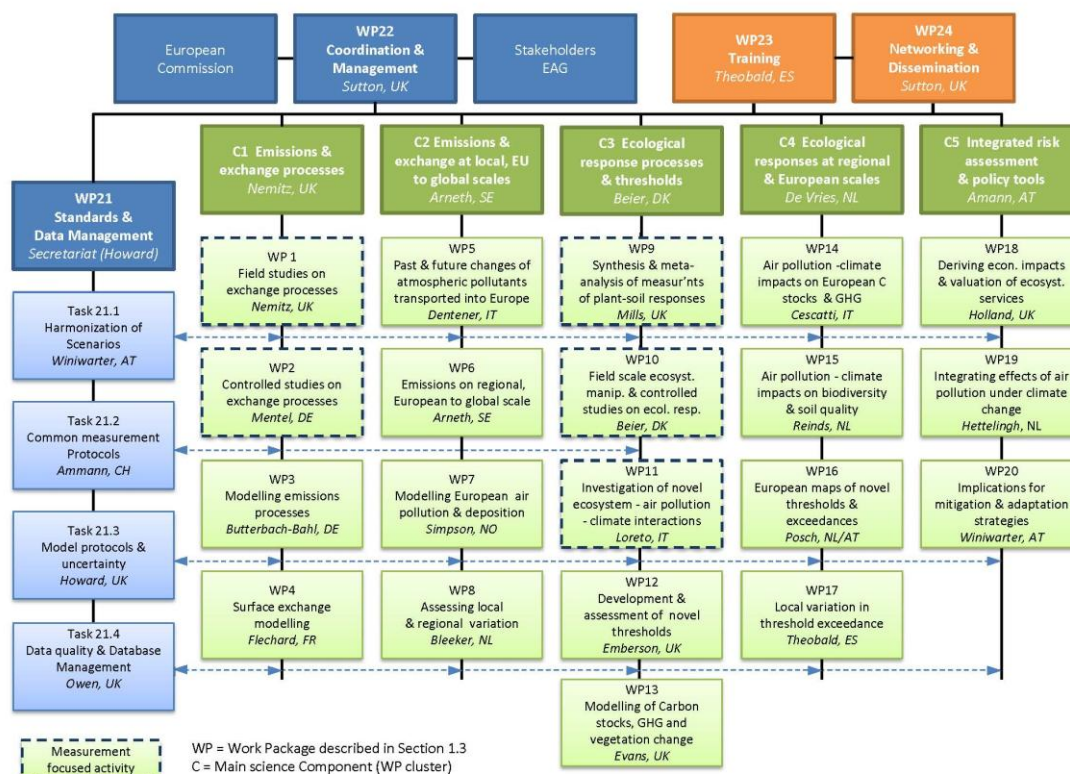 European
Commission
WP22
Coordination &
Management
Sutton, UK
Stakeholders
EAG
WP23
Training
Theobald, ES
WP24
Networking &
Dissemination
Sutton, UK
WP21
Standards &
Data Management
Secretariat (Howard)
Task 21.1
Harmonization of
Scenarios
Winiwarter, AT
Task 21.2
Common measurement
Protocols
Ammann, CH
Task 21.3
Model protocols &
uncertainty
Howard, UK
Task 21.4
Data quality & Database
Management
Owen, UK
C1 Emissions &
exchange processes
Nemitz, UK
WP 1
Field studies on
exchange processes
Nemitz, UK
WP2
Controlled studies on
exchange processes
Mentel, DE
WP3
Modelling emissions
processes
Butterbach-Bahl, DE
WP4
Surface exchange
modelling
Flechard, FR
C2 Emissions &
exchange at local, EU
to global scales
Arneth, SE
WP5
Past & future changes of
atmospheric pollutants
transported into Europe
Dentener, IT
WP6
Emissions on regional,
European to global scale
Arneth, SE
WP7
Modelling European air
pollution & deposition
Simpson, NO
WP8
Assessing local
& regional variation
Bleeker, NL
C3 Ecological
response processes
& thresholds
Beier, DK
WP9
Synthesis & meta-
analysis of measur'nts
of plant-soil responses
Mills, UK
WP10
Field scale ecosyst.
manip. & controlled
studies on ecol. resp.
Beier, DK
WP11
Investigation of novel
ecosystem - air pollution
- climate interactions
Loreto, IT
WP12
Development &
assessment of novel
thresholds
Emberson, UK
WP13
Modelling of Carbon
stocks, GHG and
vegetation change
Evans, UK
C4 Ecological
responses at regional
& European scales
De Vries, NL
WP14
Air pollution -climate
impacts on European C
stocks & GHG
Cescatti, IT
WP15
Air pollution - climate
impacts on biodiversity
& soil quality
Reinds, NL
WP16
European maps of novel
thresholds &
exceedances
Posch, NL/AT
WP17
Local variation in
threshold exceedance
Theobald, ES
C5 Integrated risk
assessment
& policy tools
Amann, AT
WP18
Deriving econ. impacts
& valuation of ecosyst.
services
Holland, UK
WP19
Integrating effects of air
pollution under climate
change
Hettelingh, NL
WP20
Implications for
mitigation & adaptation
strategies
Winiwarter, AT
Measurement
focused activity
WP = Work Package described in Section 1.3
C = Main science Component (WP cluster)